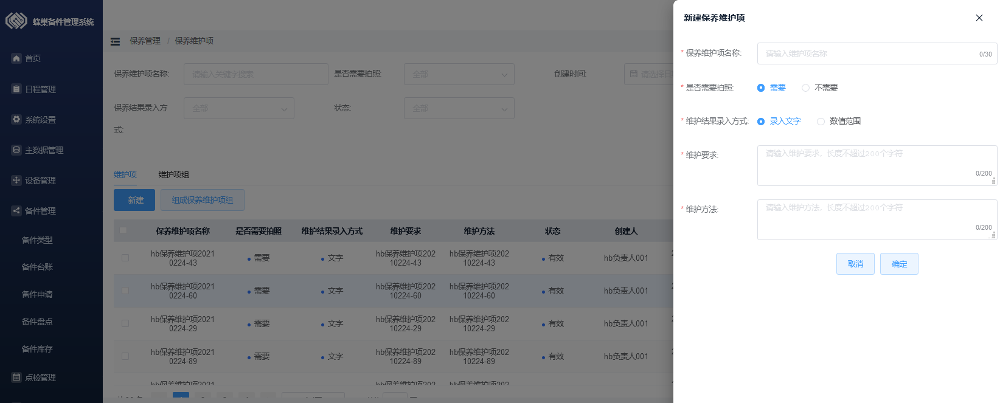 蜂巢备件管理系统
首页
日程管理
系统设置
主数据管理
设备管理
备件管理
备件类型
备件台账
备件申请
备件盘点
备件库存
点检管理
保养管理 / 保养维护项
保养维护项名称: 请输入关键字搜索 是否需要拍照: 全部 创建时间: 请选择日
保养结果录入方式: 全部 状态: 全部
维护项 维护项组
新建 组成保养维护项组
保养维护项名称 是否需要拍照 维护结果录入方式 维护要求 维护方法 状态 创建人
hb保养维护项20210224-43 需要 文字 hb保养维护项20210224-43 hb保养维护项20210224-43 有效 hb负责人001
hb保养维护项20210224-60 需要 文字 hb保养维护项20210224-60 hb保养维护项20210224-60 有效 hb负责人001
hb保养维护项20210224-29 需要 文字 hb保养维护项20210224-29 hb保养维护项20210224-29 有效 hb负责人001
hb保养维护项20210224-89 需要 文字 hb保养维护项20210224-89 hb保养维护项20210224-89 有效 hb负责人001
hb保养维护项2021 hb保养维护项202 hb保养维护项202
新建保养维护项
* 保养维护项名称: 请输入维护项名称 0/30
* 是否需要拍照: 需要 不需要
* 维护结果录入方式: 录入文字 数值范围
* 维护要求: 请输入维护要求，长度不超过200个字符
0/200
* 维护方法: 请输入维护方法，长度不超过200个字符
0/200
取消 确定